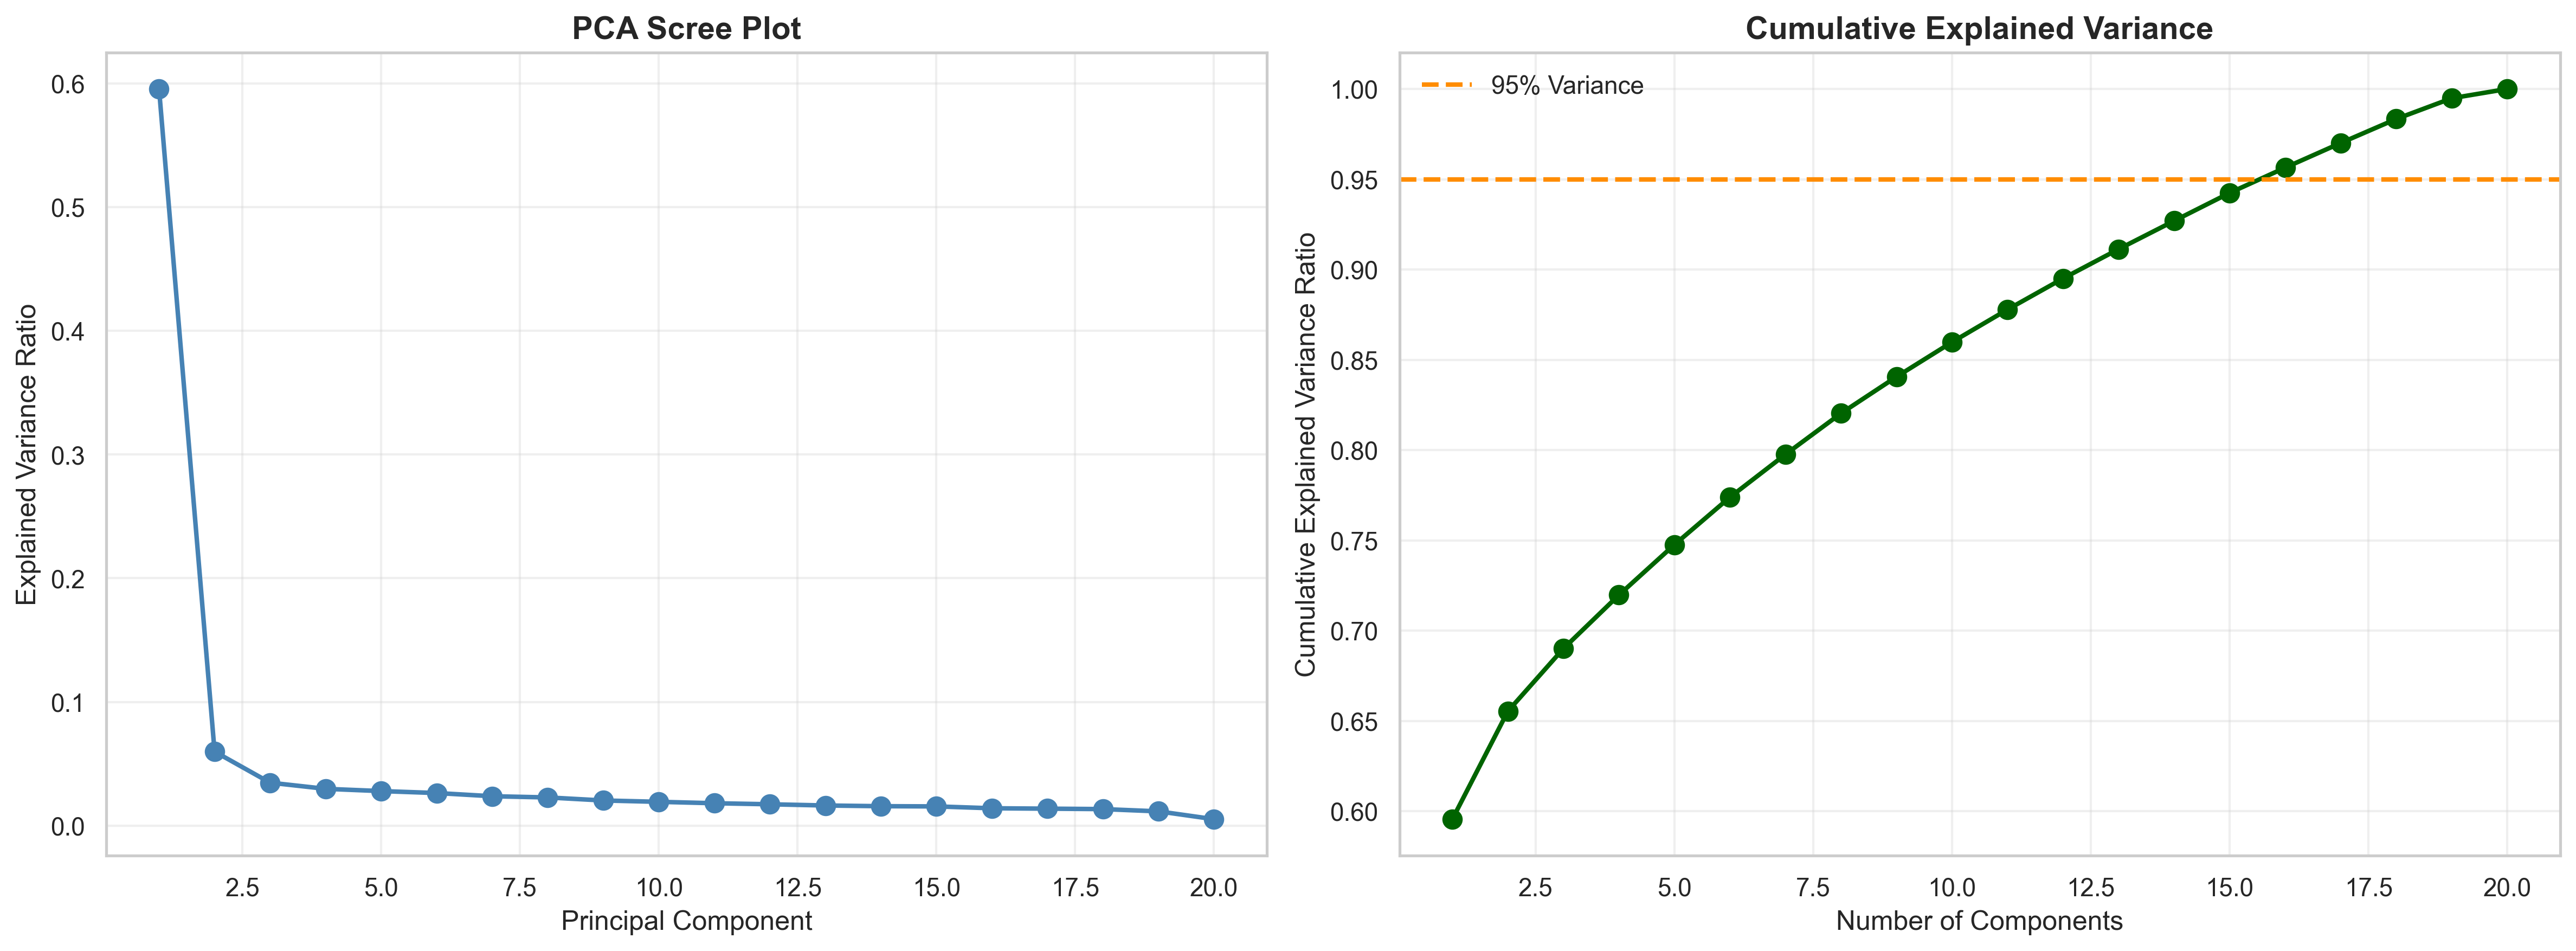 PCA Scree Plot
Explained Variance Ratio
0.6
0.5
0.4
0.3
0.2
0.1
0.0
2.5 5.0 7.5 10.0 12.5 15.0 17.5 20.0
Principal Component
Cumulative Explained Variance
95% Variance
Cumulative Explained Variance Ratio
1.00
0.95
0.90
0.85
0.80
0.75
0.70
0.65
0.60
2.5 5.0 7.5 10.0 12.5 15.0 17.5 20.0
Number of Components